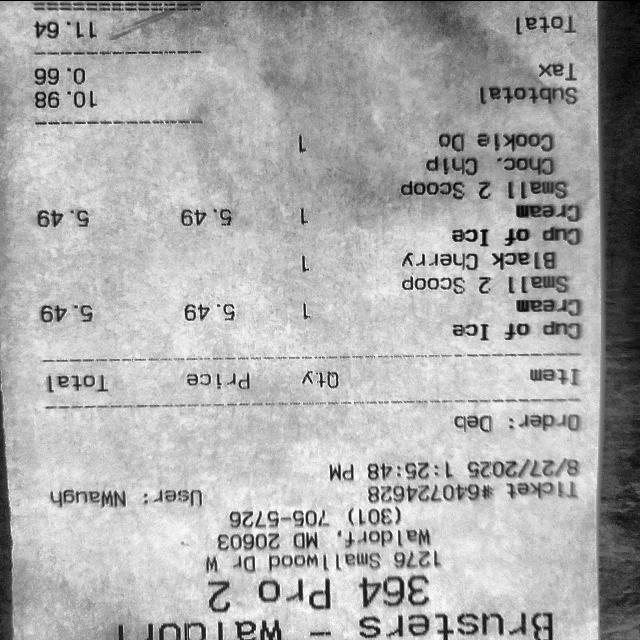 Brusters - Waldorf
364 Pro 2
1276 Smallwood Dr W
Waldorf, MD 20603
(301) 705-5726
Ticket #640724628 User: NWaugh
8/27/2025 1:25:48 PM
Order: Deb
Item Qty Price Total
Cup of Ice 1 5.49 5.49
Cream
Small 2 Scoop
Black Cherry 1
Cup of Ice 1 5.49 5.49
Cream
Small 2 Scoop
Choc. Chip
Cookie Do 1
Subtotal 10.98
Tax 0.66
Total 11.64